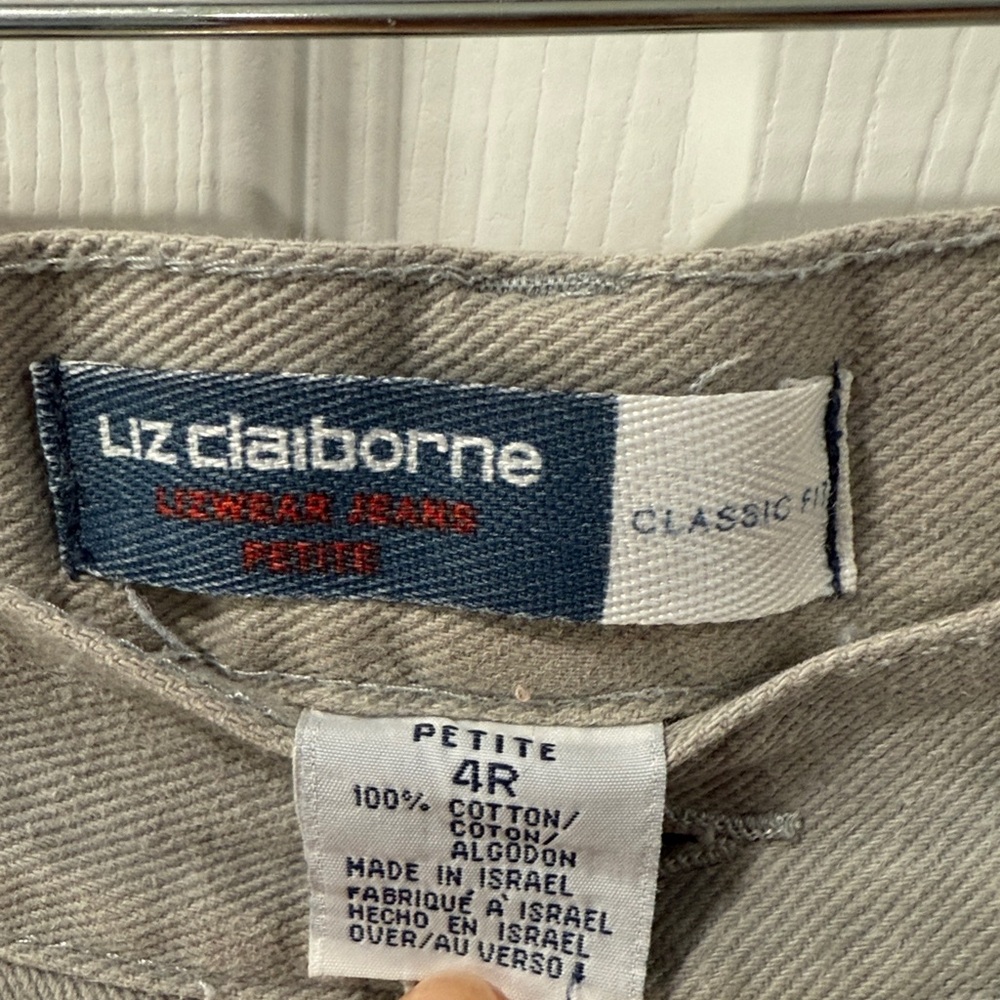 LIZ claiborne
LIZWEAR JEANS
PETITE
CLASSIC FIT
PETITE
4R
100% COTTON/
COTON/
ALGODON
MADE IN ISRAEL
FABRIQUÉ À ISRAEL
HECHO EN ISRAEL
OVER/AU VERSO